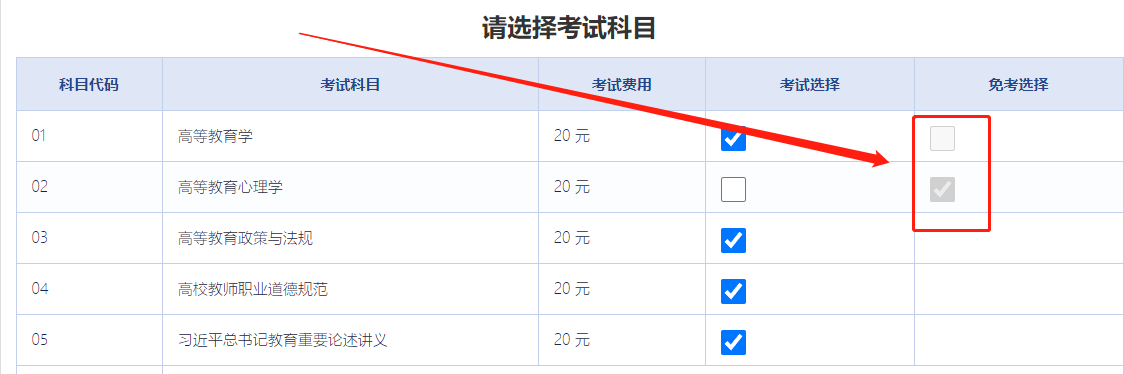 请选择考试科目
科目代码 考试科目 考试费用 考试选择 免考选择
01 高等教育学 20 元
02 高等教育心理学 20 元
03 高等教育政策与法规 20 元
04 高校教师职业道德规范 20 元
05 习近平总书记教育重要论述讲义 20 元